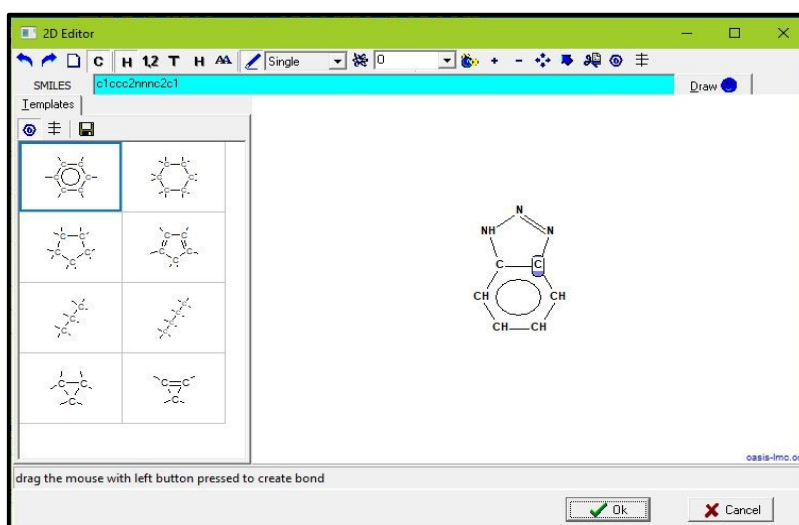 2D Editor
C H 1,2 T H AA Single 0 + -
SMILES c1ccc2nnnc2c1 Draw
Templates
N
NH N
C C
CH CH
CH CH
drag the mouse with left button pressed to create bond
oasis-lmc.or
Ok Cancel